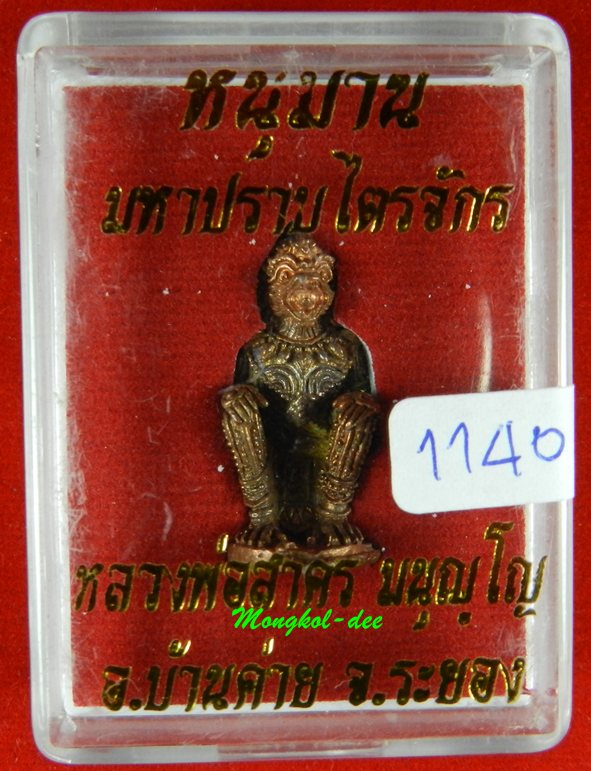 หนุมาน
มหาปราบไตรจักร
1140
หลวงพ่อสาคร มนุญฺโญ
Mongkol-dee
อ.บ้านค่าย จ.ระยอง